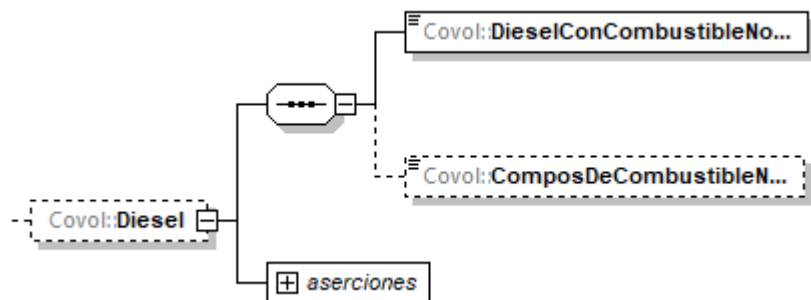 Covol::DieselConCombustibleNo...
Covol::ComposDeCombustibleN...
Covol::Diesel
aserciones